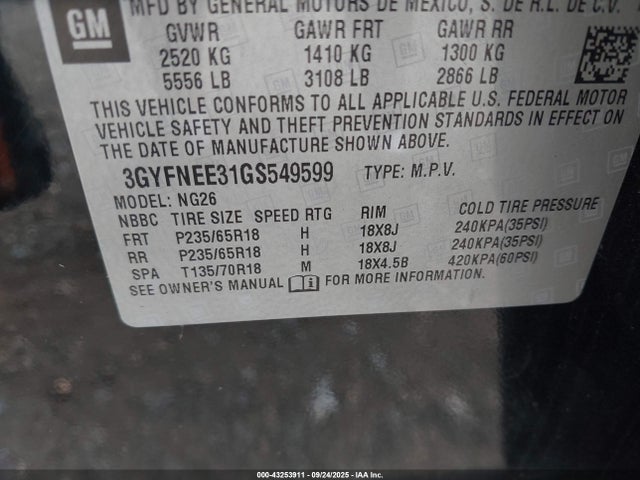 GENERAL MOTORS DE MEXICO, S. DE R.L. DE C.V.
GM
GVWR GAWR FRT GAWR RR
2520 KG 1410 KG 1300 KG
5556 LB 3108 LB 2866 LB
THIS VEHICLE CONFORMS TO ALL APPLICABLE U.S. FEDERAL MOTOR
VEHICLE SAFETY AND THEFT PREVENTION STANDARDS IN EFFECT ON
THE DATE OF MANUFACTURE SHOWN ABOVE.
3GYFNEE31GS549599 TYPE: M.P.V.
MODEL: NG26
NBBC TIRE SIZE SPEED RTG RIM COLD TIRE PRESSURE
FRT P235/65R18 H 18X8J 240KPA(35PSI)
RR P235/65R18 H 18X8J 240KPA(35PSI)
SPA T135/70R18 M 18X4.5B 420KPA(60PSI)
SEE OWNER'S MANUAL FOR MORE INFORMATION.
000-43253911 - 09/24/2025 - IAA Inc.